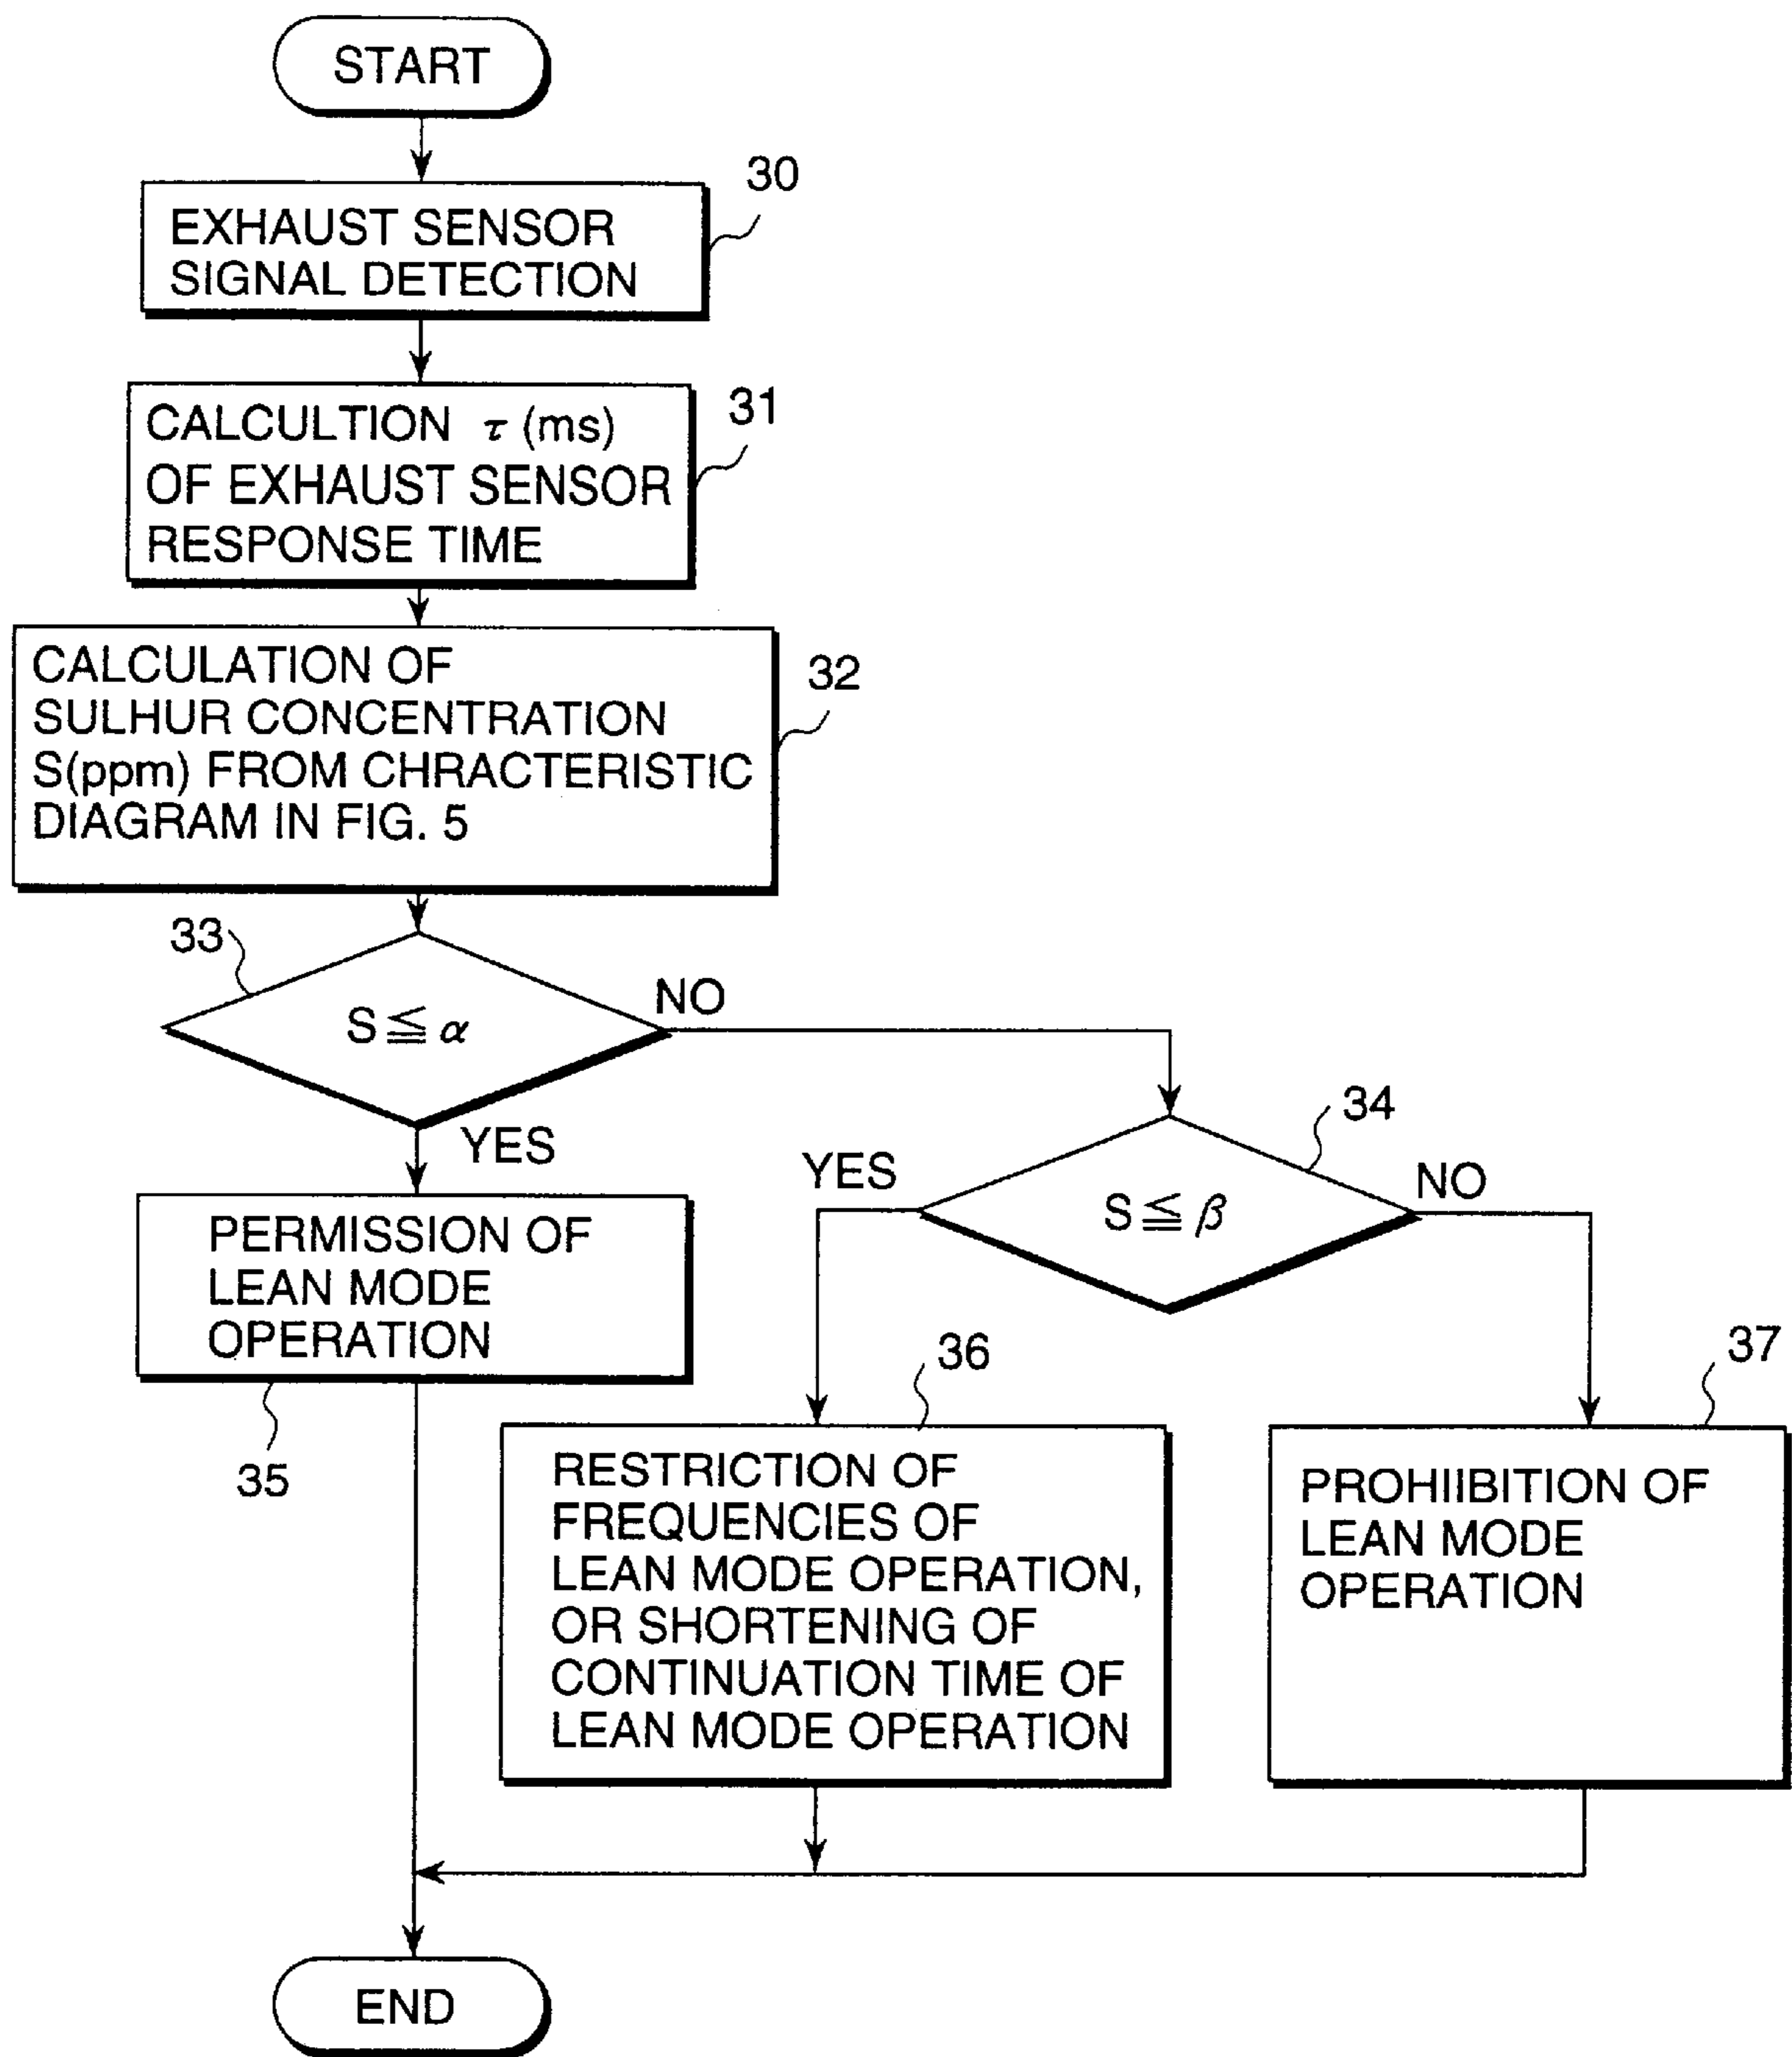 START
30
EXHAUST SENSOR
SIGNAL DETECTION
31
CALCULTION τ (ms)
OF EXHAUST SENSOR
RESPONSE TIME
32
CALCULATION OF
SULHUR CONCENTRATION
S(ppm) FROM CHRACTERISTIC
DIAGRAM IN FIG. 5
33
S ≦ α
NO
YES
34
S ≦ β
YES
NO
PERMISSION OF
LEAN MODE
OPERATION
35
36
RESTRICTION OF
FREQUENCIES OF
LEAN MODE OPERATION,
OR SHORTENING OF
CONTINUATION TIME OF
LEAN MODE OPERATION
37
PROHIIBITION OF
LEAN MODE
OPERATION
END